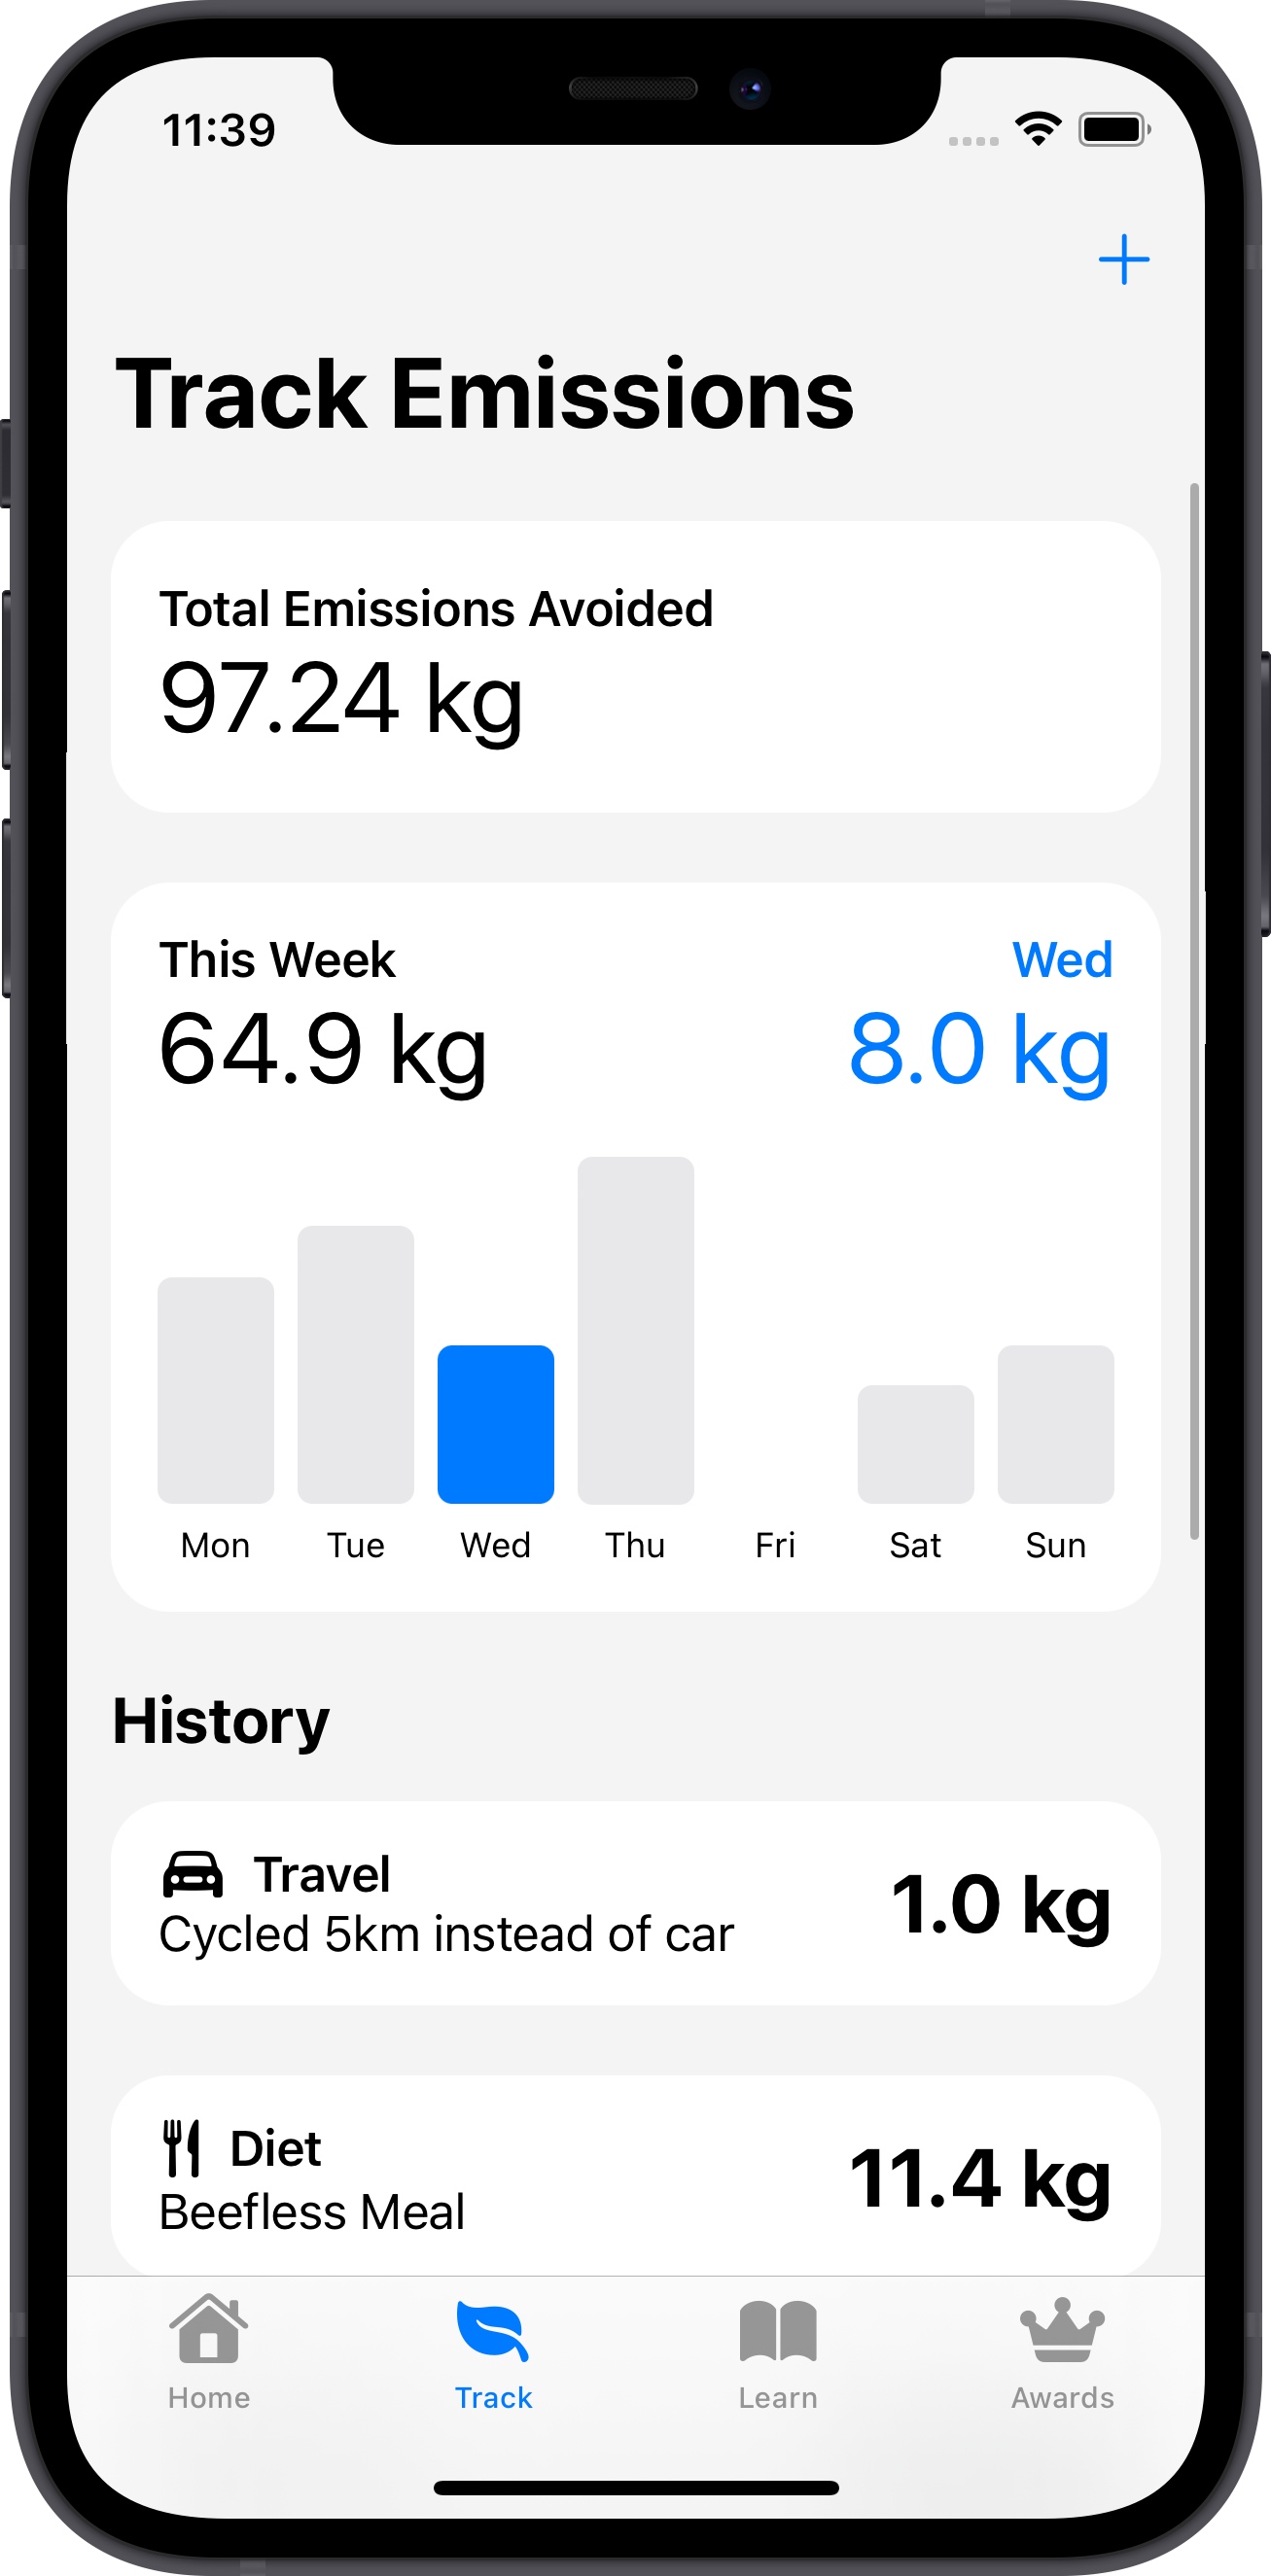 11:39
Track Emissions
Total Emissions Avoided
97.24 kg
This Week
Wed
64.9 kg
8.0 kg
Mon Tue Wed Thu Fri Sat Sun
History
Travel
Cycled 5km instead of car
1.0 kg
Diet
Beefless Meal
11.4 kg
Home Track Learn Awards